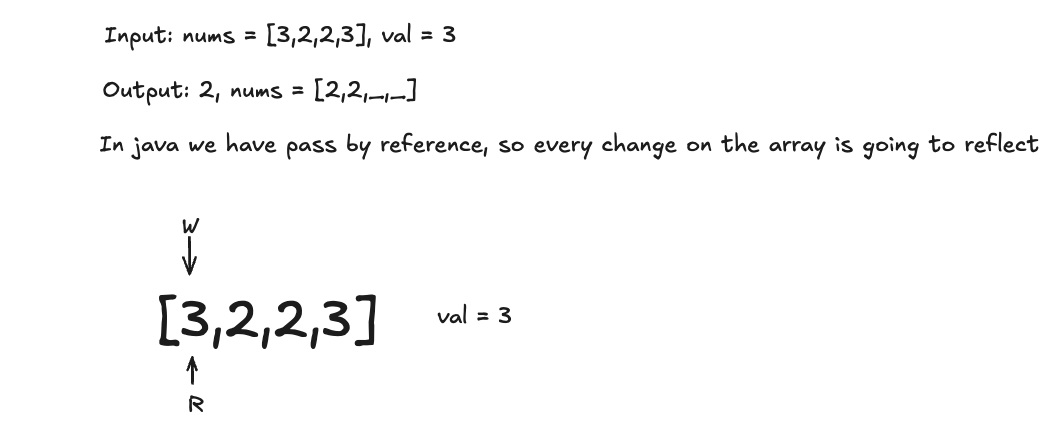 Input: nums = [3,2,2,3], val = 3
Output: 2, nums = [2,2,_,_]
In java we have pass by reference, so every change on the array is going to reflect
W
[3,2,2,3] val = 3
R